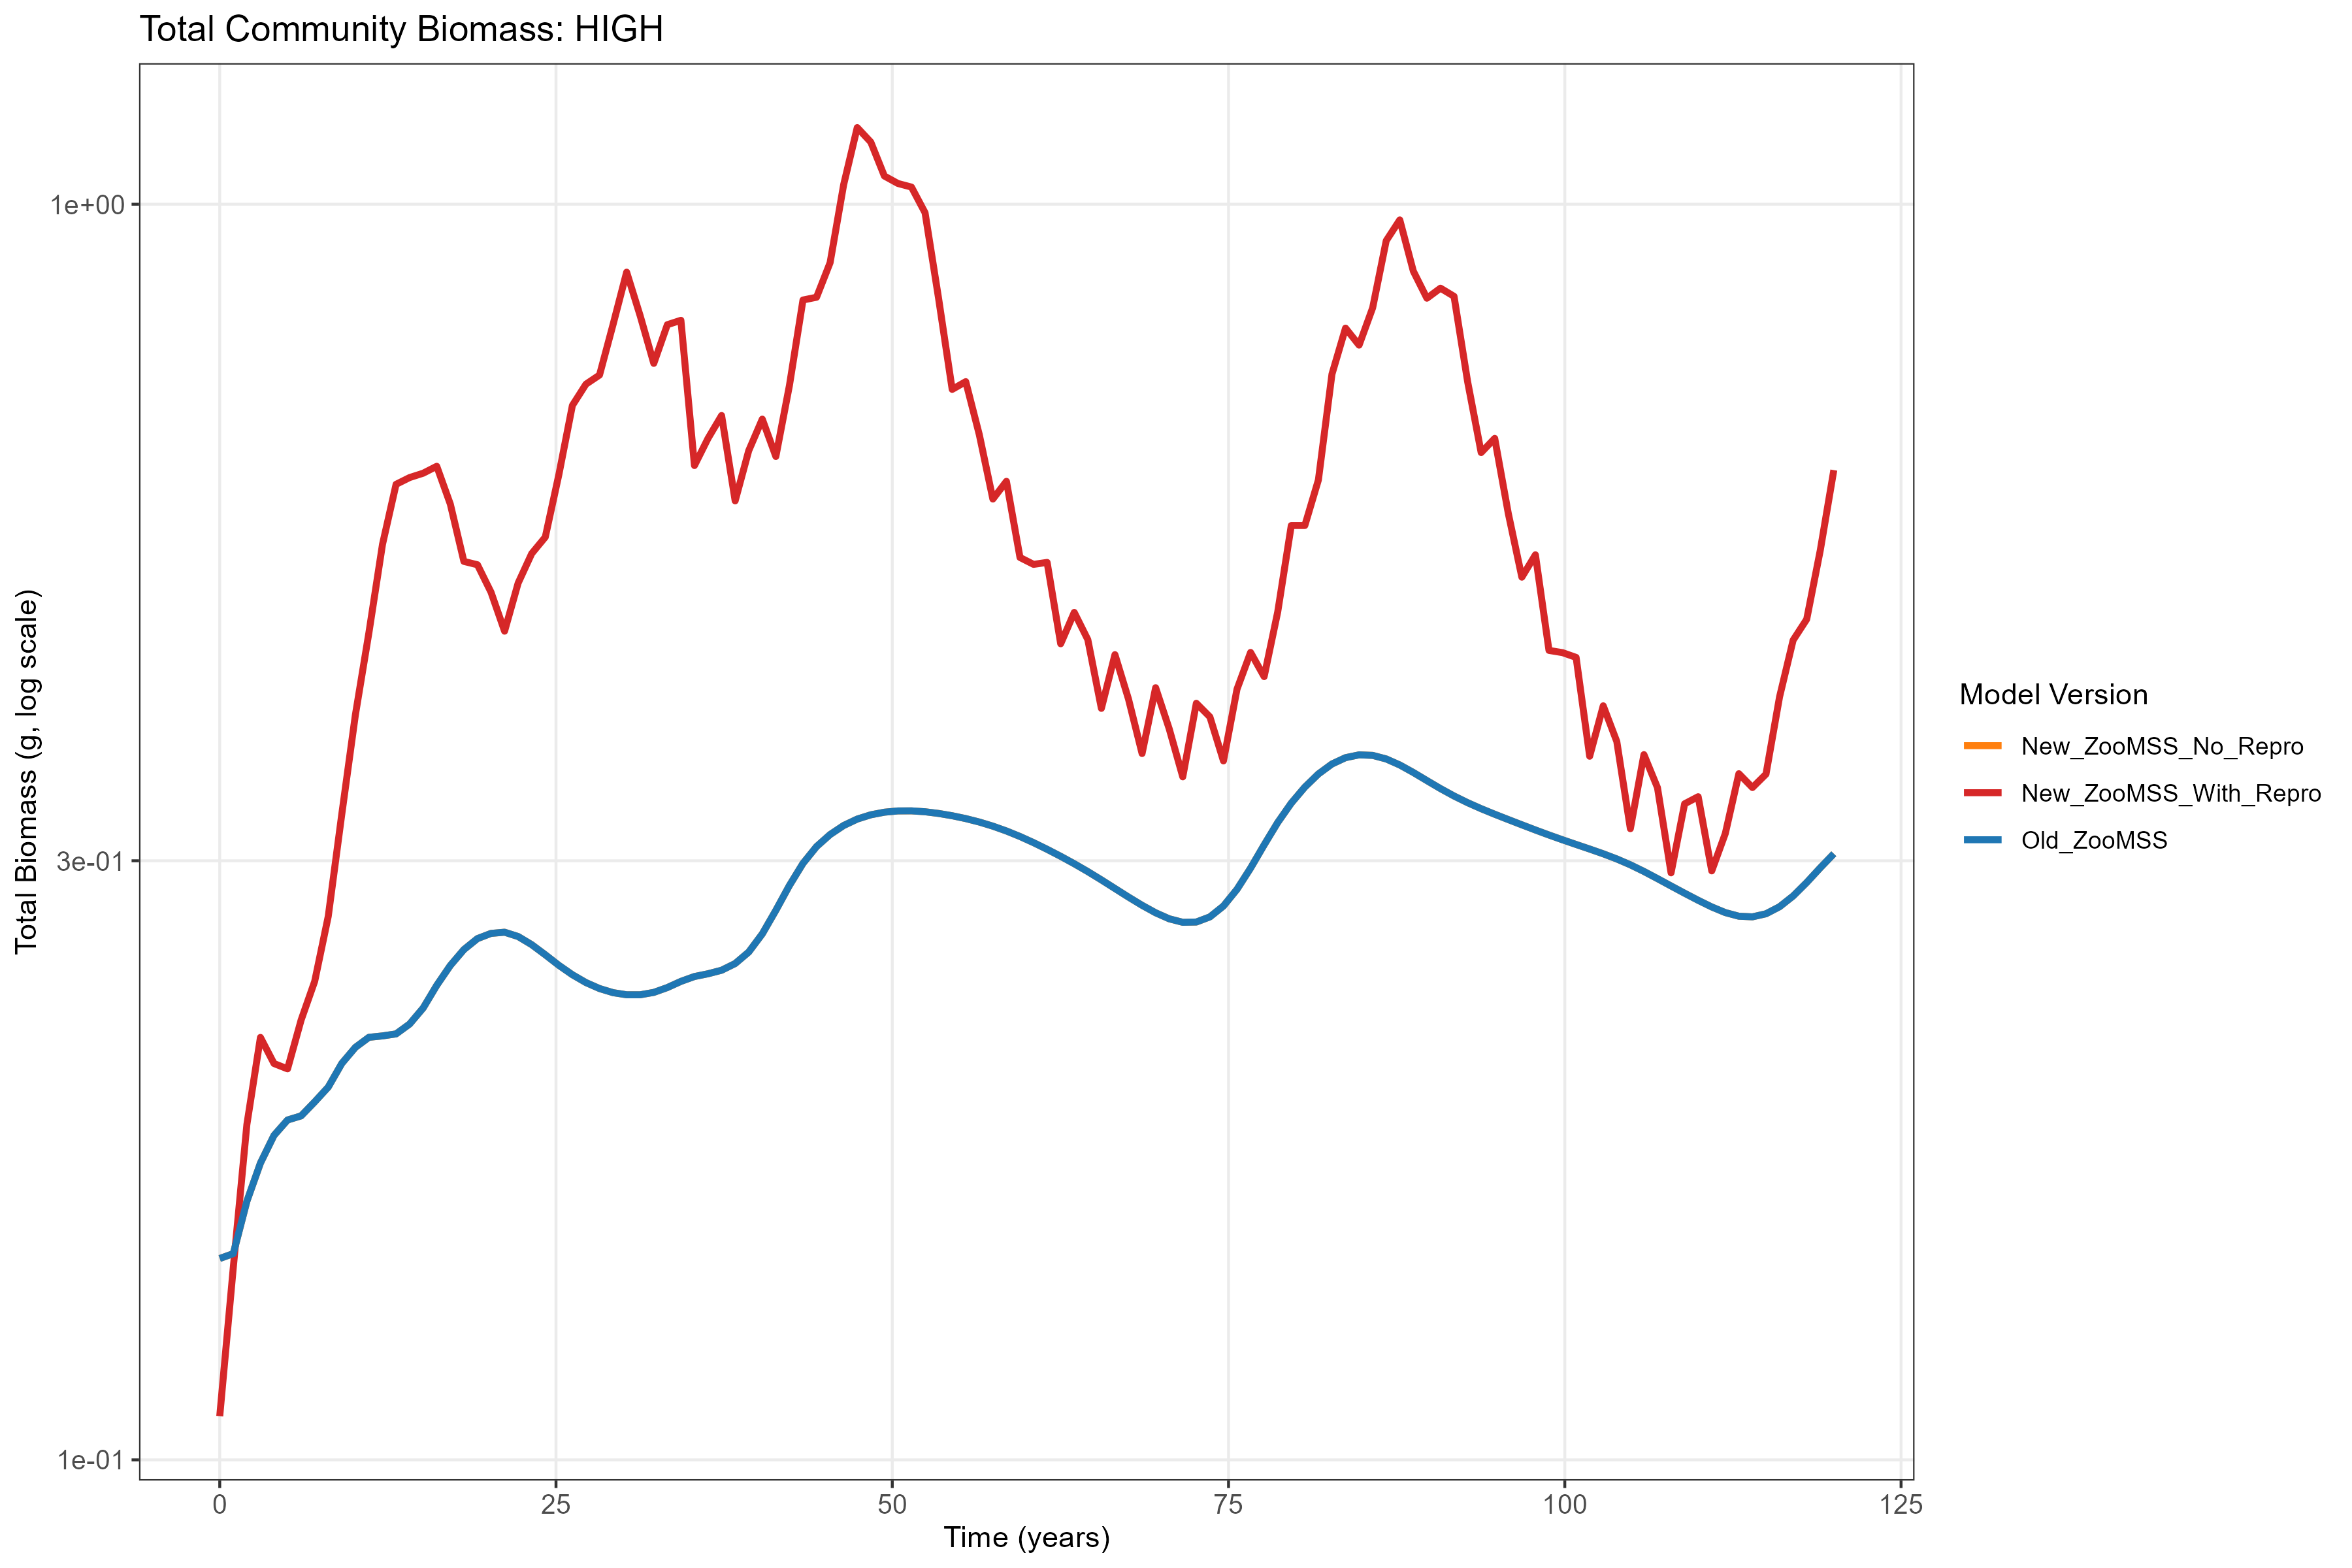 Total Community Biomass: HIGH
Total Biomass (g, log scale)
1e+00
3e-01
1e-01
0 25 50 75 100 125
Time (years)
Model Version
New_ZooMSS_No_Repro
New_ZooMSS_With_Repro
Old_ZooMSS